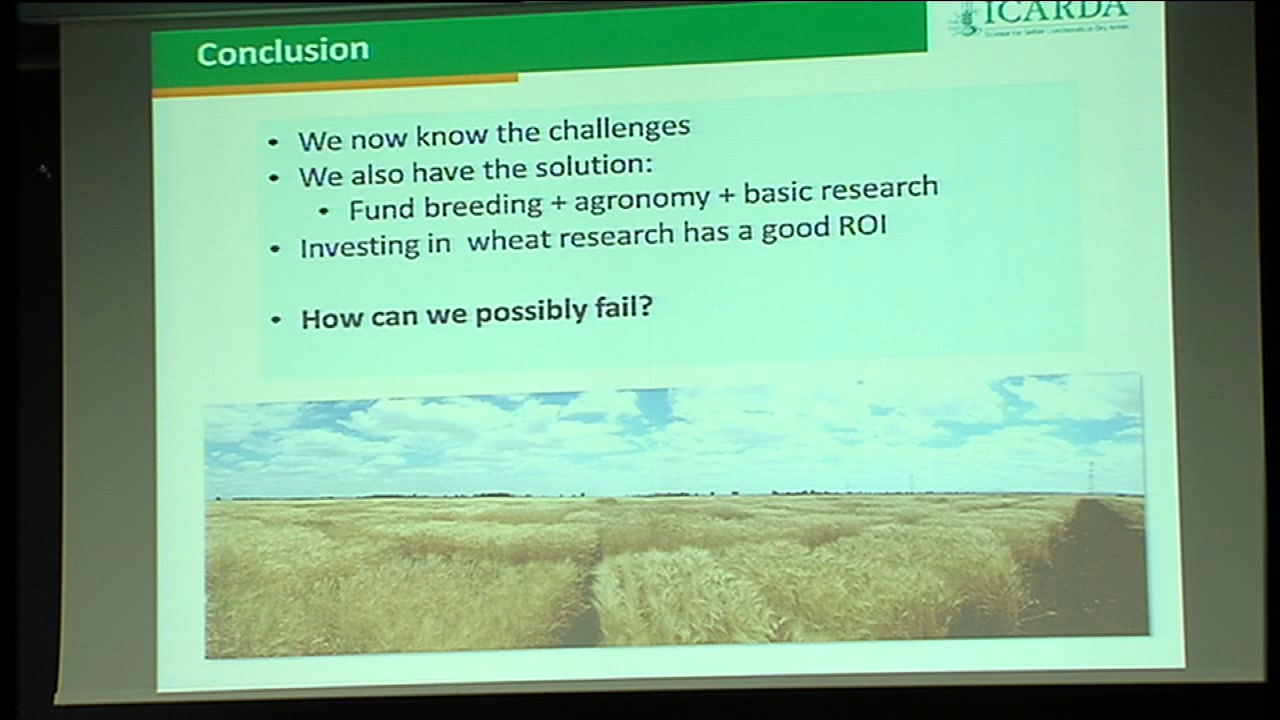 ICARDA
Conclusion
• We now know the challenges
• We also have the solution:
• Fund breeding + agronomy + basic research
• Investing in wheat research has a good ROI
• How can we possibly fail?